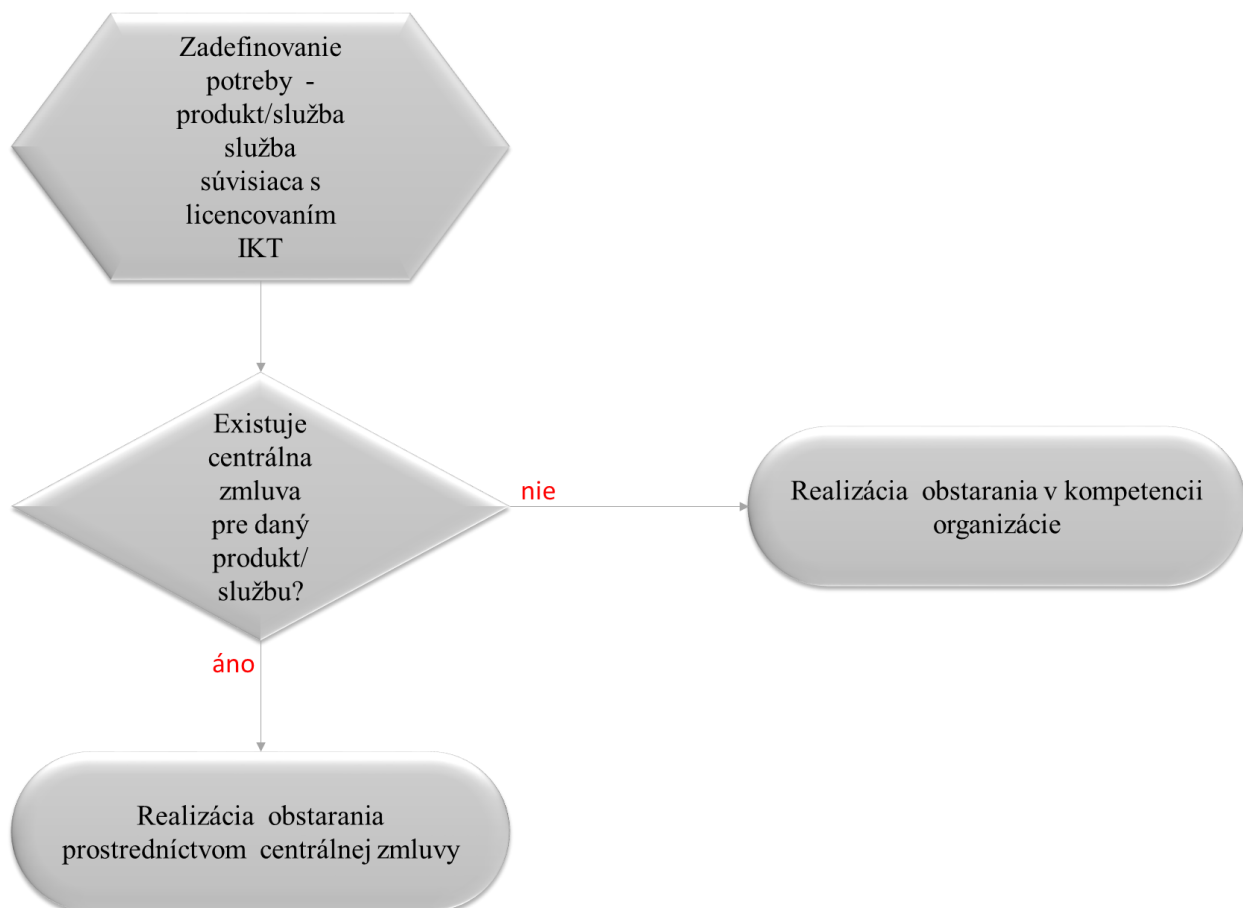 Zadefinovanie
potreby -
produkt/služba
služba
súvisiaca s
licencovaním
IKT
Existuje
centrálna
zmluva
pre daný
produkt/
službu?
nie
Realizácia obstarania v kompetencii
organizácie
áno
Realizácia obstarania
prostredníctvom centrálnej zmluvy